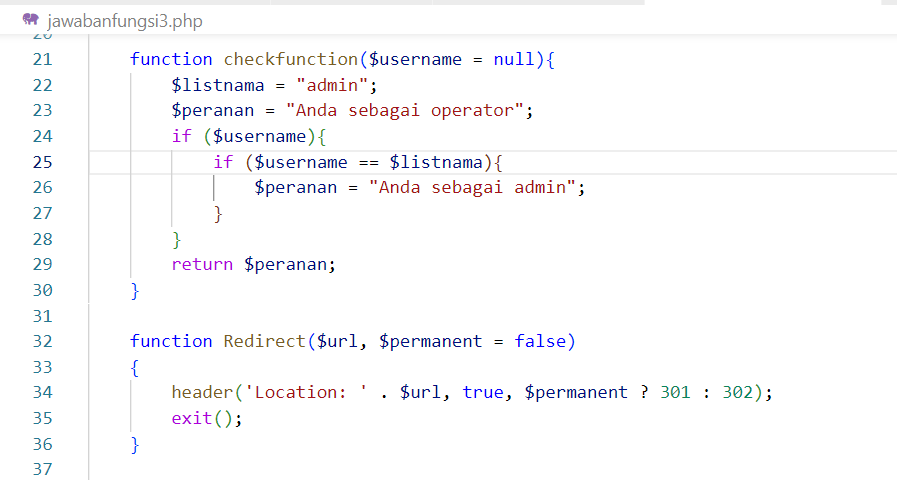 jawabanfungsi3.php
20
21 function checkfunction($username = null){
22 $listnama = "admin";
23 $peranan = "Anda sebagai operator";
24 if ($username){
25 if ($username == $listnama){
26 $peranan = "Anda sebagai admin";
27 }
28 }
29 return $peranan;
30 }
31
32 function Redirect($url, $permanent = false)
33 {
34 header('Location: ' . $url, true, $permanent ? 301 : 302);
35 exit();
36 }
37